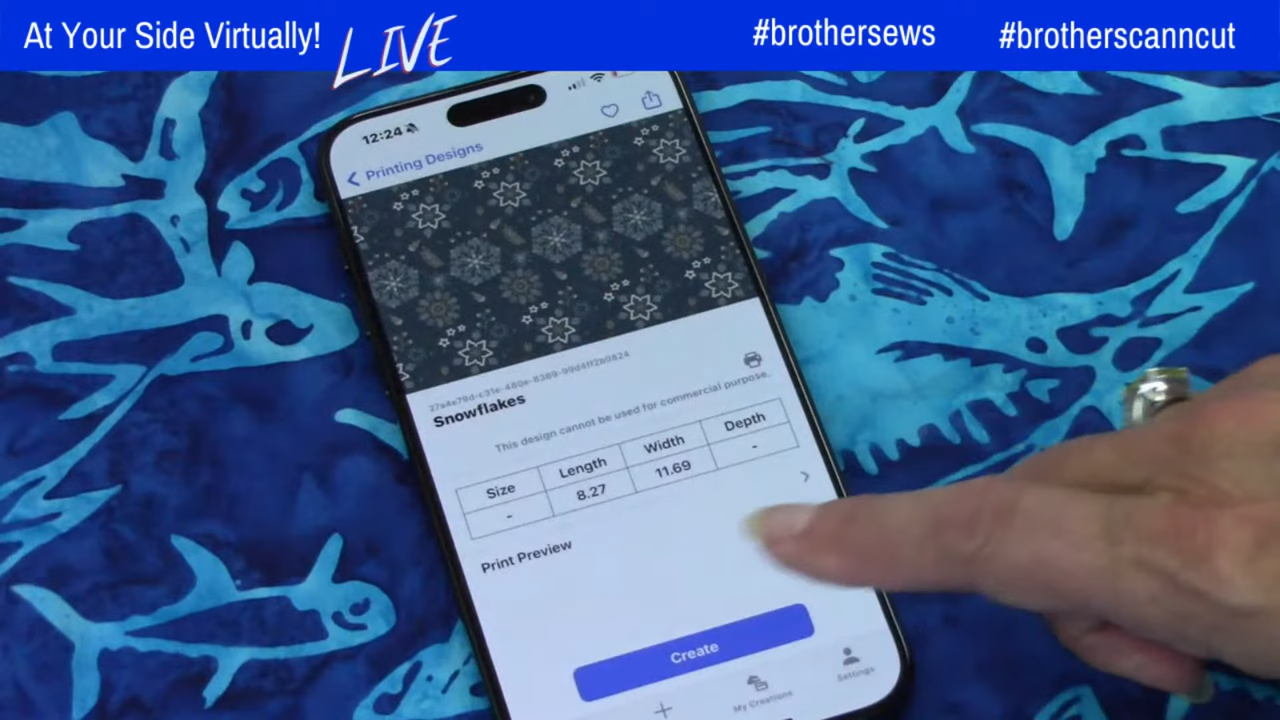 At Your Side Virtually!
LIVE
#brothersews
#brotherscanncut
12:24
Printing Designs
Snowflakes
This design cannot be used for commercial purpose.
Size Length Width Depth
- 8.27 11.69 -
Print Preview
Create
My Creations
Settings